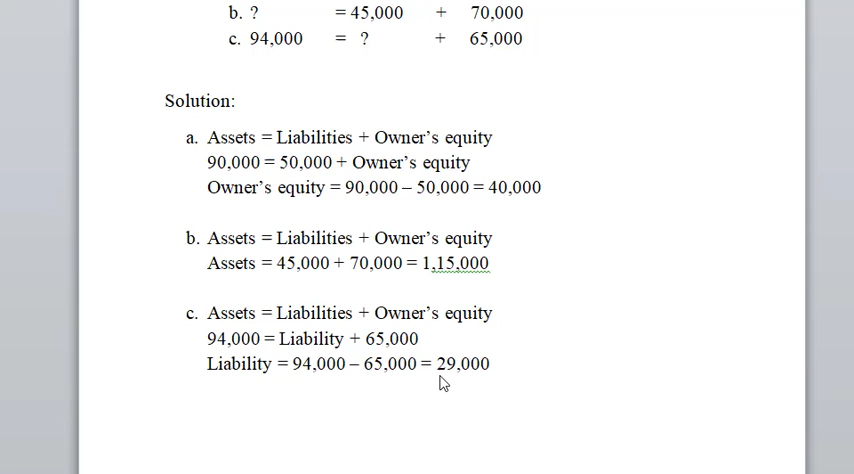 b. ? = 45,000 + 70,000
c. 94,000 = ? + 65,000
Solution:
a. Assets = Liabilities + Owner’s equity
90,000 = 50,000 + Owner’s equity
Owner’s equity = 90,000 – 50,000 = 40,000
b. Assets = Liabilities + Owner’s equity
Assets = 45,000 + 70,000 = 1,15,000
c. Assets = Liabilities + Owner’s equity
94,000 = Liability + 65,000
Liability = 94,000 – 65,000 = 29,000